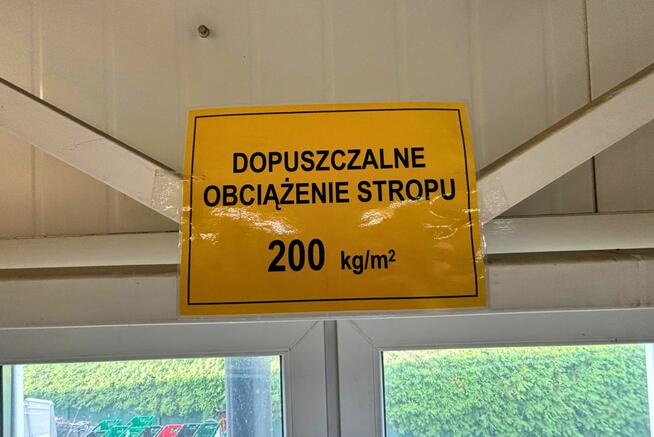 DOPUSZCZALNE
OBCIĄŻENIE STROPU
200 kg/m²